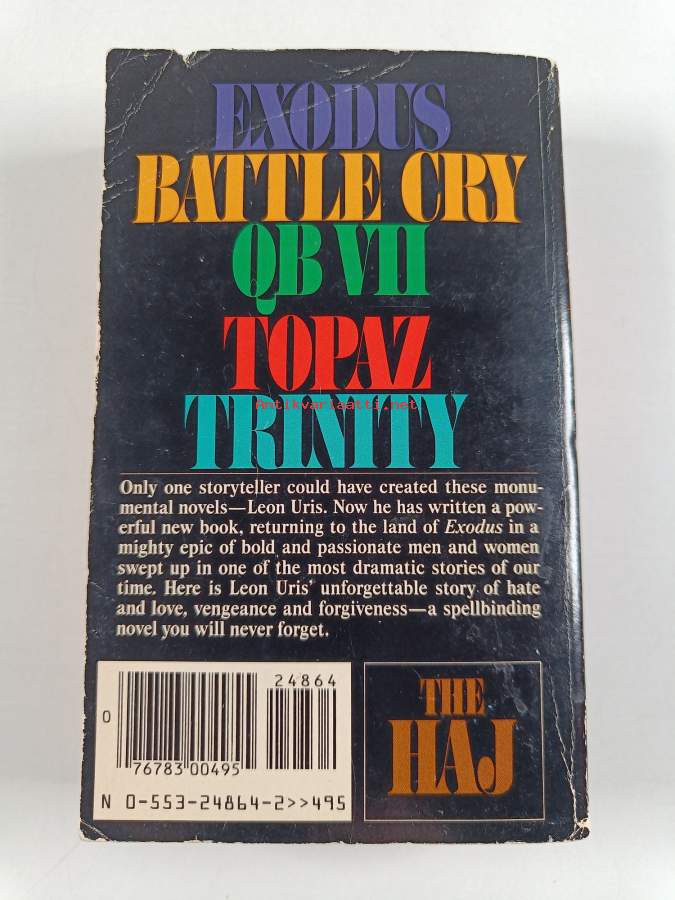 EXODUS
BATTLE CRY
QB VII
TOPAZ
Antikvariaatti.net
TRINITY
Only one storyteller could have created these monu-
mental novels—Leon Uris. Now he has written a pow-
erful new book, returning to the land of Exodus in a
mighty epic of bold and passionate men and women
swept up in one of the most dramatic stories of our
time. Here is Leon Uris' unforgettable story of hate
and love, vengeance and forgiveness—a spellbinding
novel you will never forget.
24864
0
76783 00495
N 0-553-24864-2>>495
THE
HAJ